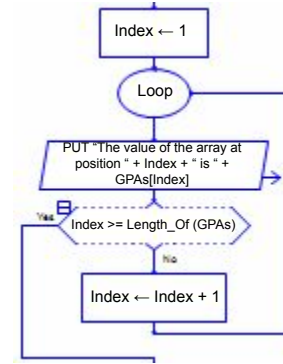 Index ← 1
Loop
PUT “The value of the array at
position “ + Index + “ is “ +
GPAs[Index]
Yes
Index >= Length_Of (GPAs)
No
Index ← Index + 1